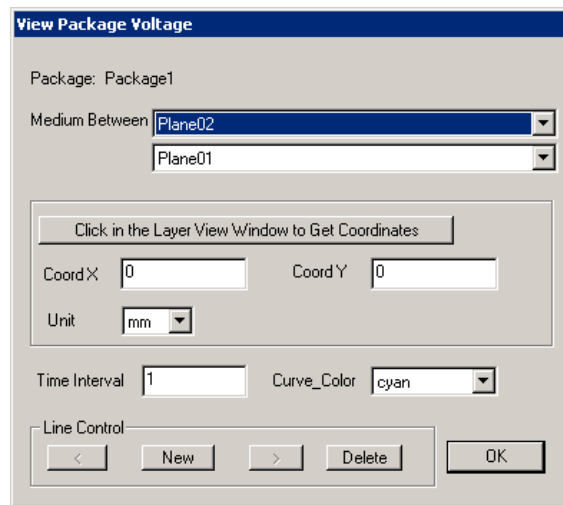 View Package Voltage
Package: Package1
Medium Between Plane02
Plane01
Click in the Layer View Window to Get Coordinates
Coord X 0 Coord Y 0
Unit mm
Time Interval 1 Curve_Color cyan
Line Control
< New > Delete OK